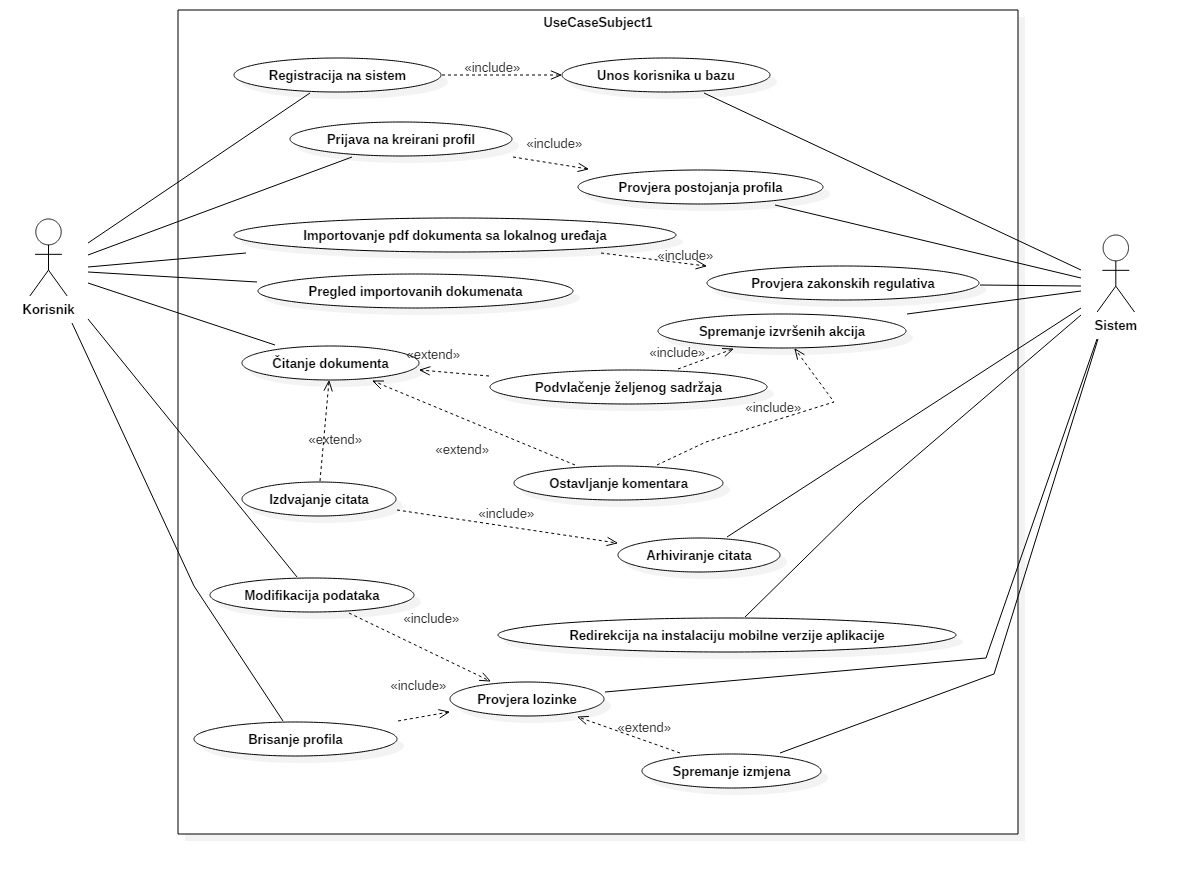 UseCaseSubject1
Registracija na sistem
«include»
Unos korisnika u bazu
Prijava na kreirani profil
«include»
Provjera postojanja profila
Importovanje pdf dokumenta sa lokalnog uređaja
«include»
Provjera zakonskih regulativa
Pregled importovanih dokumenata
Korisnik
Sistem
Spremanje izvršenih akcija
Čitanje dokumenta
«extend»
«include»
Podvlačenje željenog sadržaja
«include»
«extend»
«extend»
Ostavljanje komentara
Izdvajanje citata
«include»
Arhiviranje citata
Modifikacija podataka
«include»
Redirekcija na instalaciju mobilne verzije aplikacije
«include»
Provjera lozinke
Brisanje profila
«extend»
Spremanje izmjena